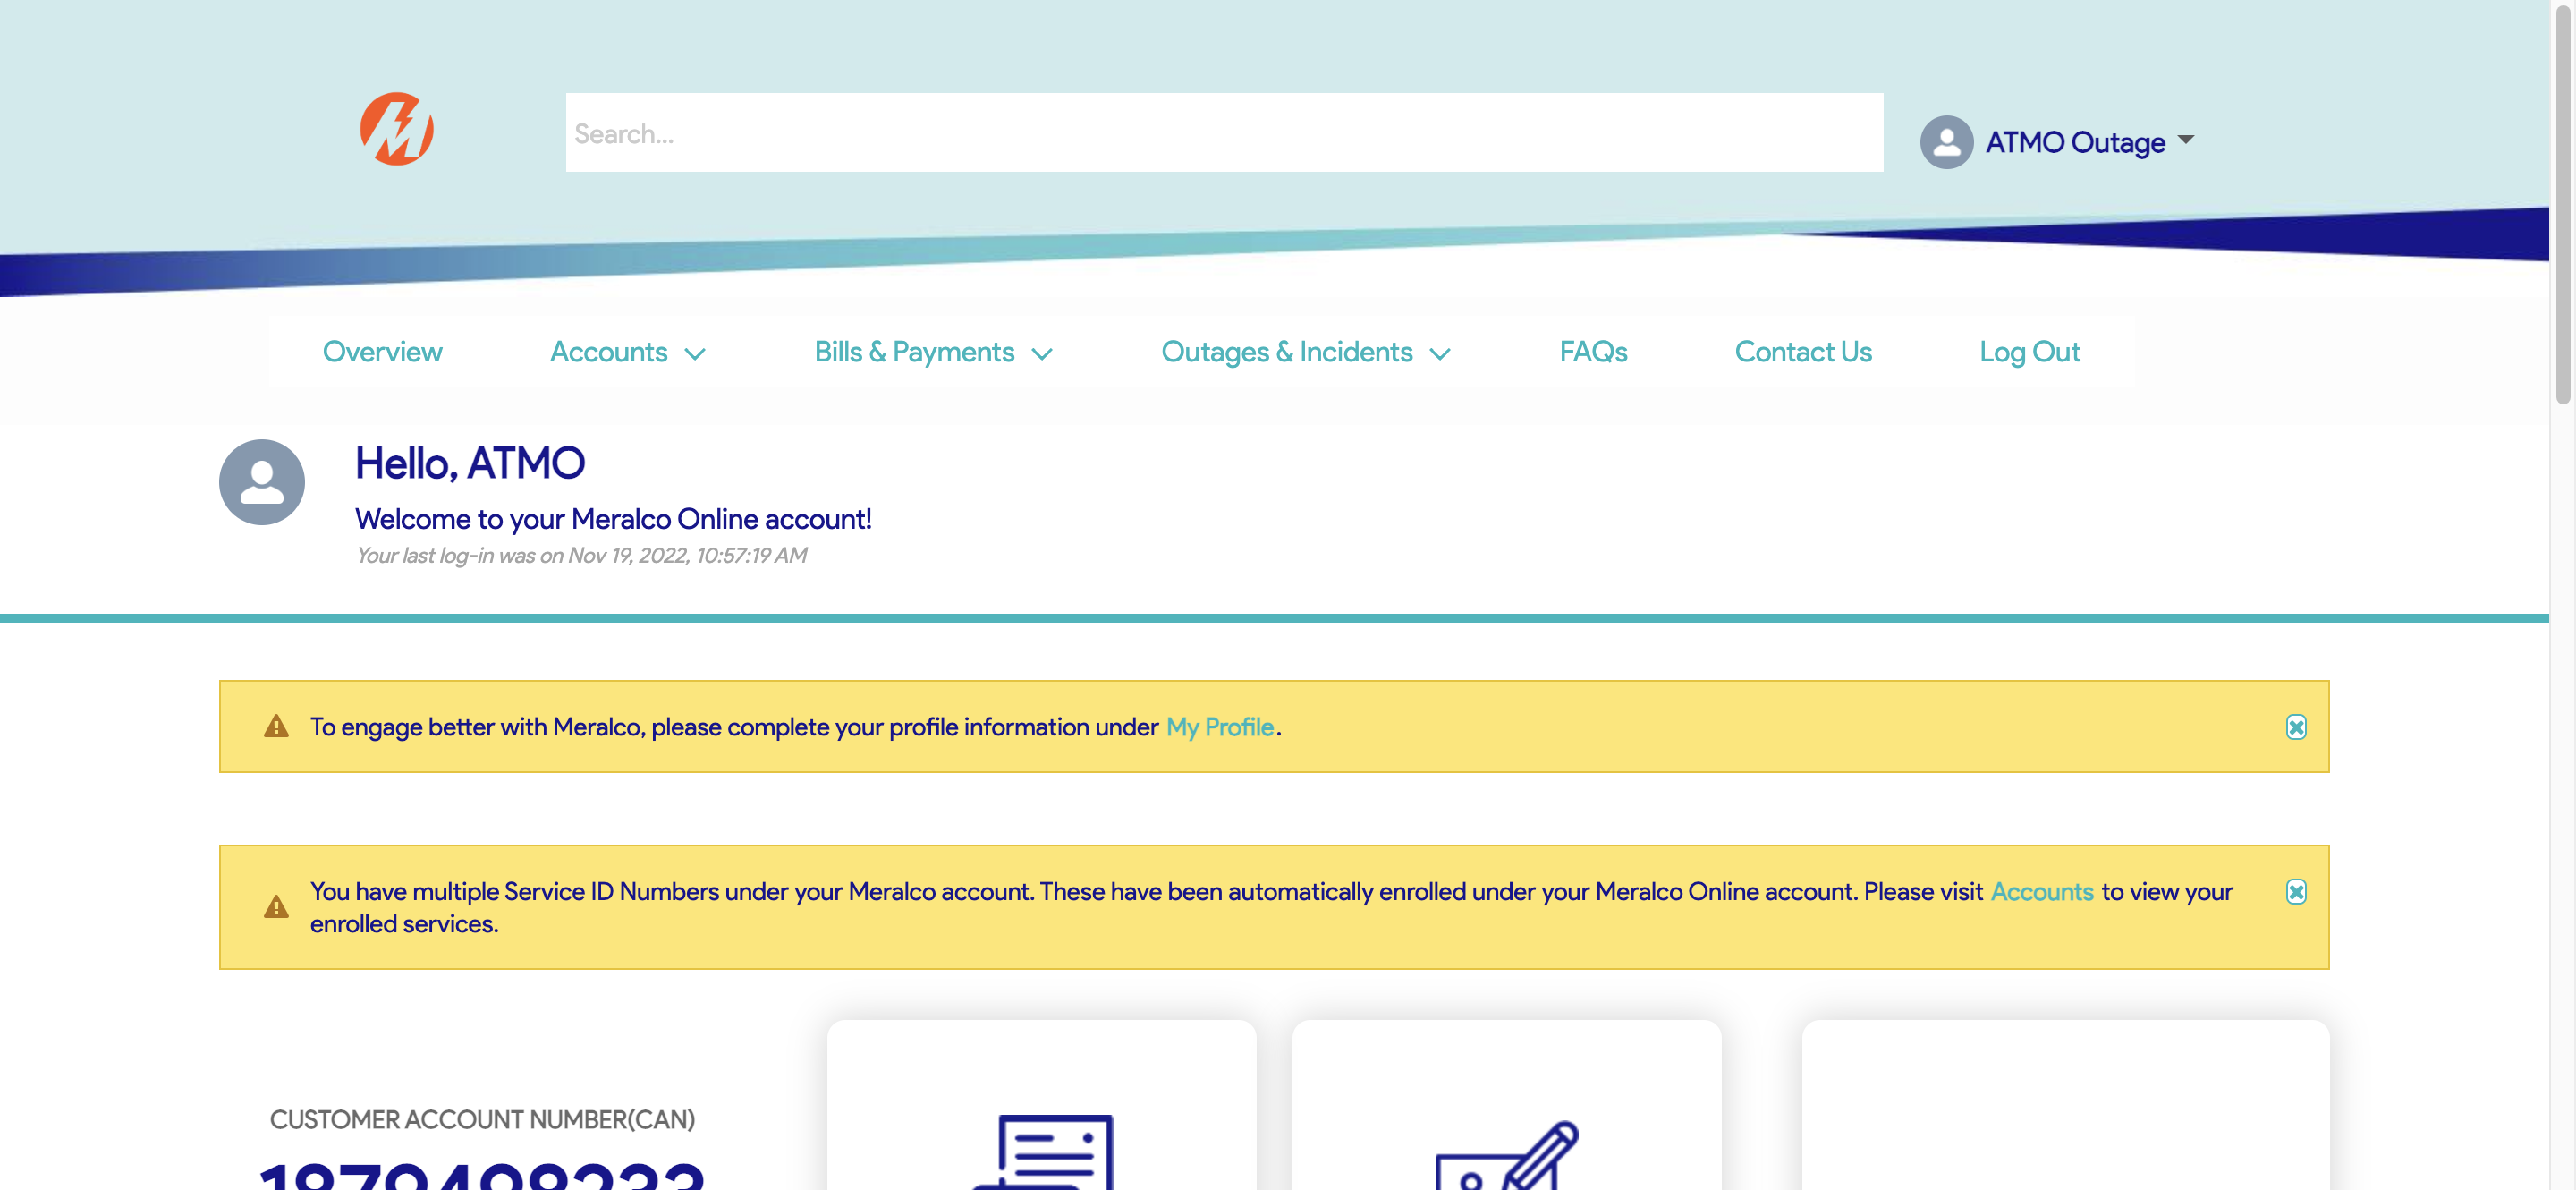 Search...
ATMO Outage
Overview
Accounts
Bills & Payments
Outages & Incidents
FAQs
Contact Us
Log Out
Hello, ATMO
Welcome to your Meralco Online account!
Your last log-in was on Nov 19, 2022, 10:57:19 AM
To engage better with Meralco, please complete your profile information under My Profile.
You have multiple Service ID Numbers under your Meralco account. These have been automatically enrolled under your Meralco Online account. Please visit Accounts to view your
enrolled services.
CUSTOMER ACCOUNT NUMBER(CAN)